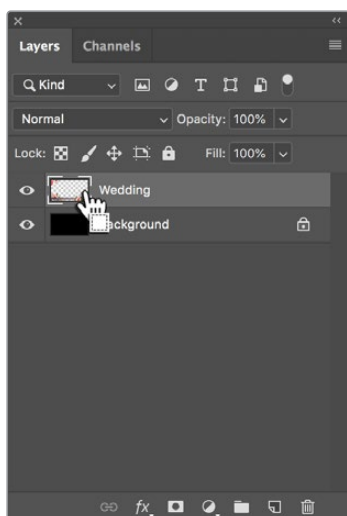 Layers Channels
Kind
Normal Opacity: 100%
Lock: Fill: 100%
Wedding
ackground